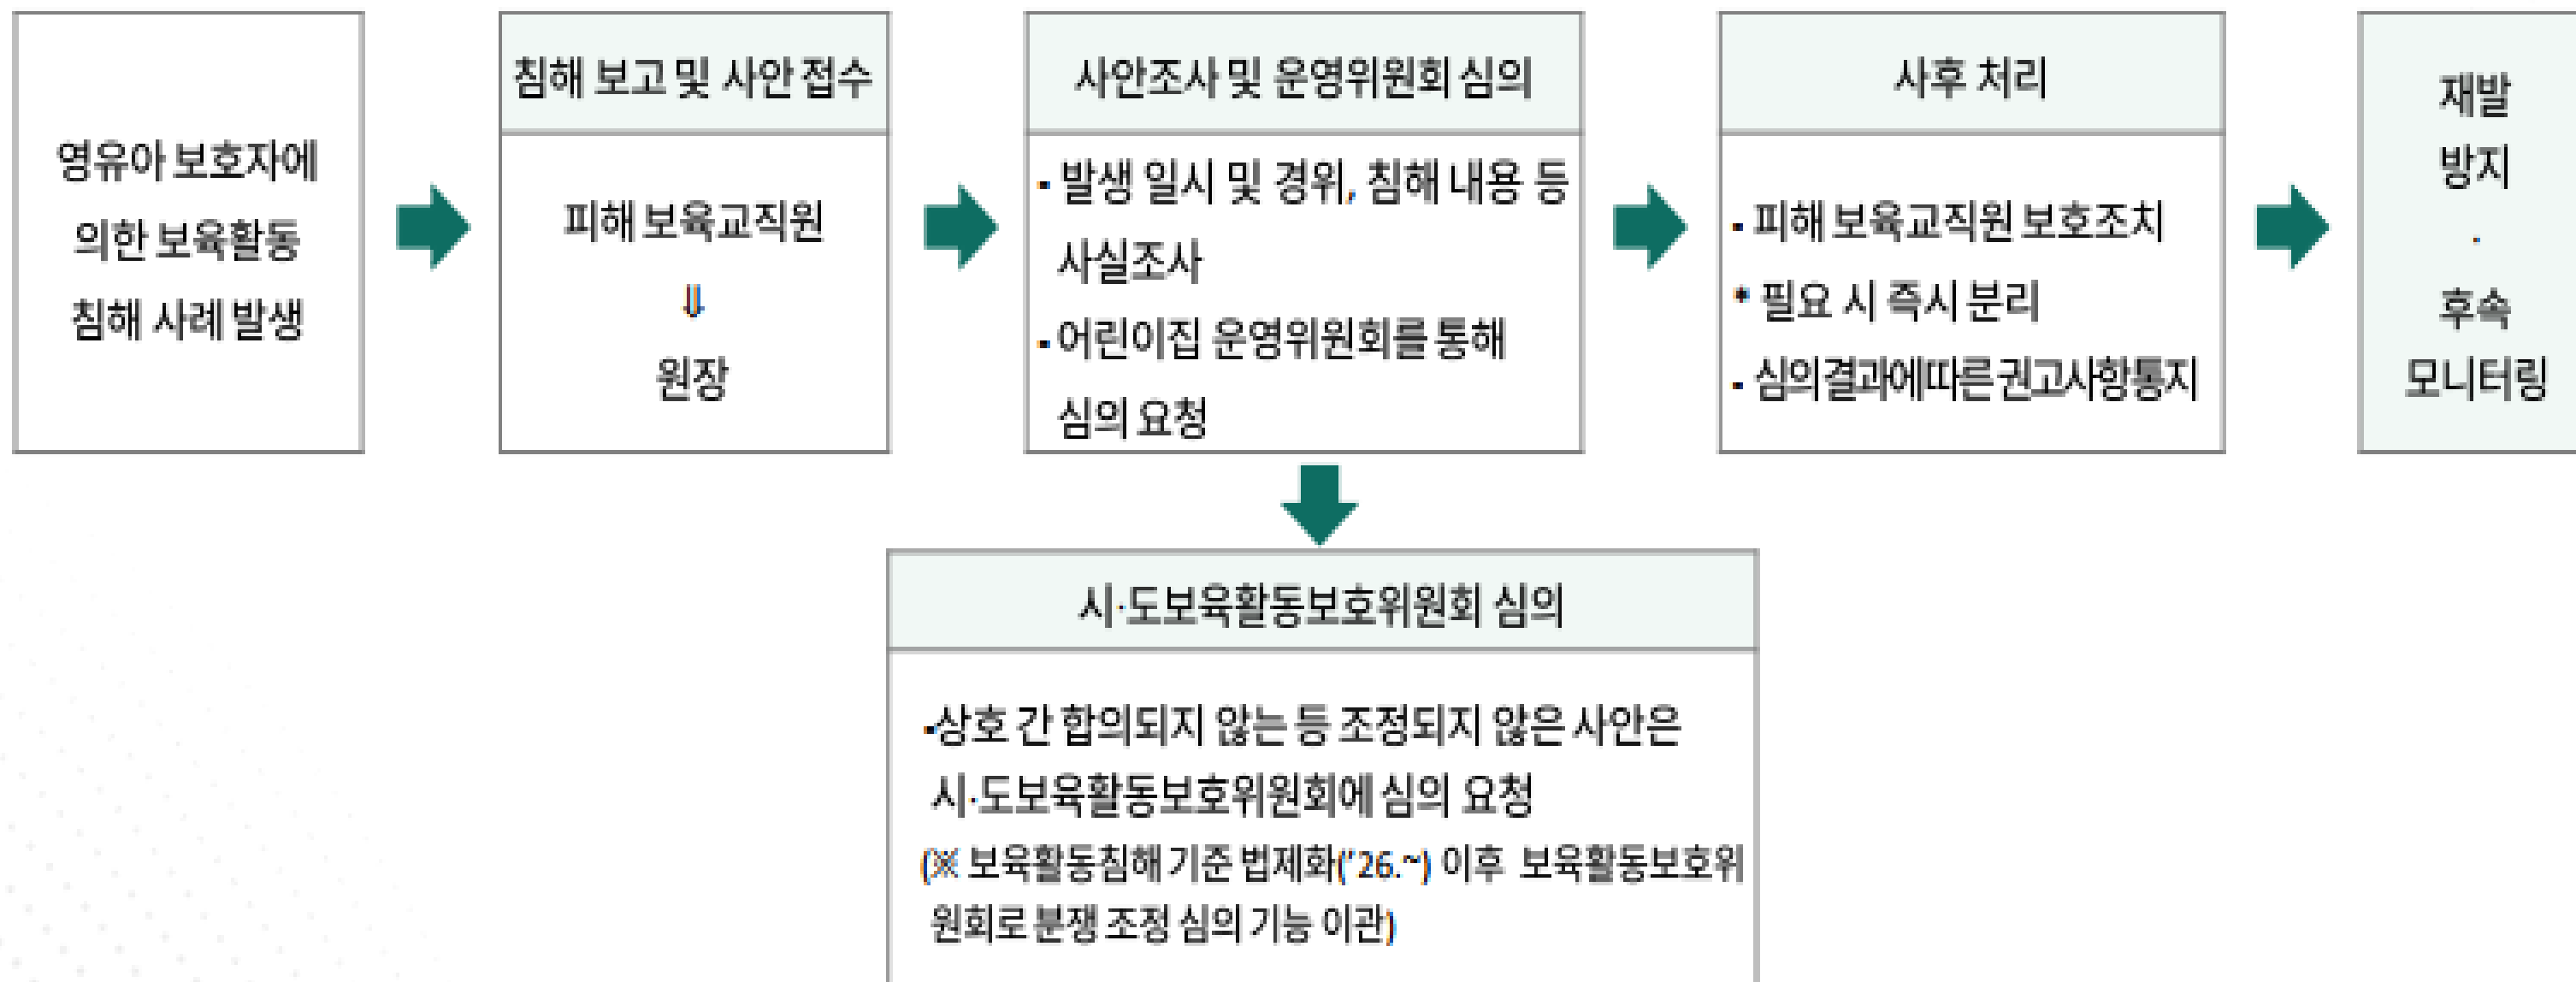 영유아 보호자에
의한 보육활동
침해 사례 발생
침해 보고 및 사안 접수
피해 보육교직원
⇓
원장
사안조사 및 운영위원회 심의
- 발생 일시 및 경위, 침해 내용 등
사실조사
- 어린이집 운영위원회를 통해
심의 요청
사후 처리
- 피해 보육교직원 보호조치
* 필요 시 즉시 분리
- 심의결과에따른권고사항통지
재발
방지
·
후속
모니터링
시·도보육활동보호위원회 심의
-상호 간 합의되지 않는 등 조정되지 않은 사안은
시·도보육활동보호위원회에 심의 요청
(※ 보육활동침해 기준 법제화('26.~) 이후 보육활동보호위
원회로 분쟁 조정 심의 기능 이관)